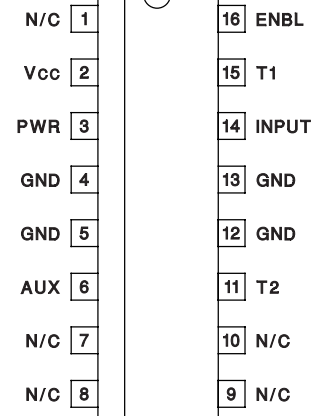 N/C 1 16 ENBL
Vcc 2 15 T1
PWR 3 14 INPUT
GND 4 13 GND
GND 5 12 GND
AUX 6 11 T2
N/C 7 10 N/C
N/C 8 9 N/C